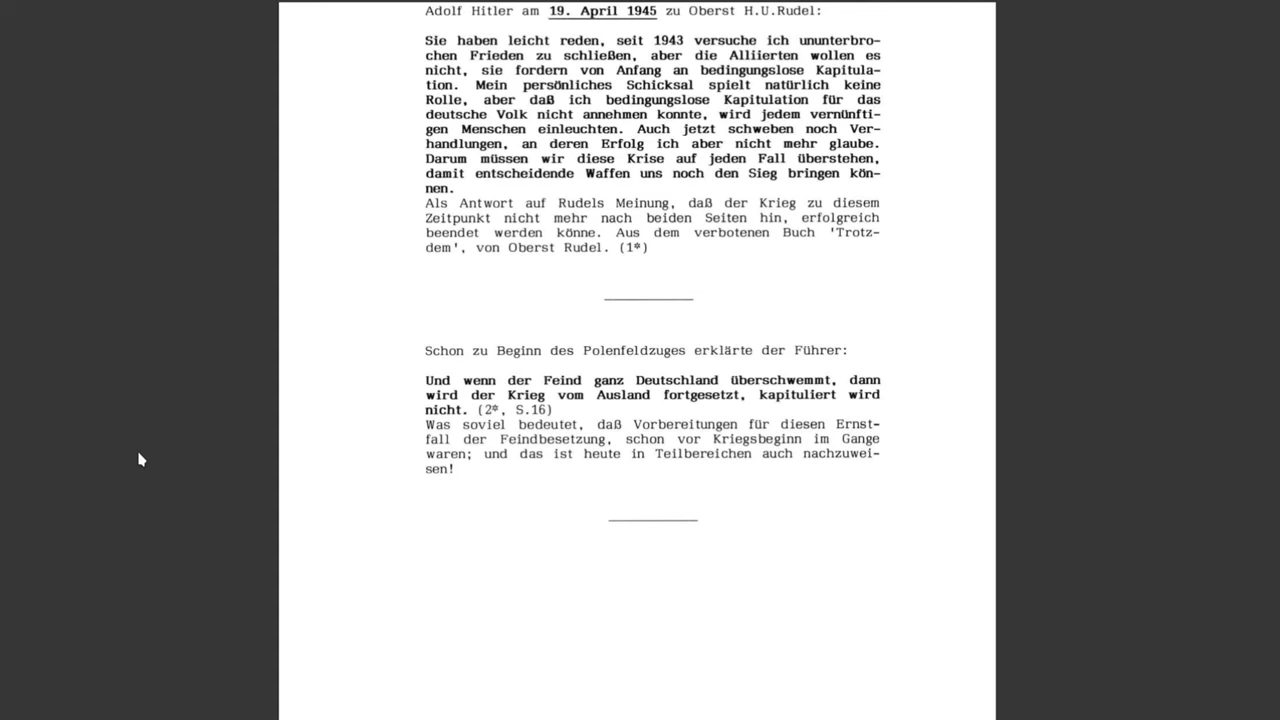 Adolf Hitler am 19. April 1945 zu Oberst H.U.Rudel:
Sie haben leicht reden, seit 1943 versuche ich ununterbro-
chen Frieden zu schließen, aber die Alliierten wollen es
nicht, sie fordern von Anfang an bedingungslose Kapitula-
tion. Mein persönliches Schicksal spielt natürlich keine
Rolle, aber daß ich bedingungslose Kapitulation für das
deutsche Volk nicht annehmen konnte, wird jedem vernünfti-
gen Menschen einleuchten. Auch jetzt schweben noch Ver-
handlungen, an deren Erfolg ich aber nicht mehr glaube.
Darum müssen wir diese Krise auf jeden Fall überstehen,
damit entscheidende Waffen uns noch den Sieg bringen kön-
nen.
Als Antwort auf Rudels Meinung, daß der Krieg zu diesem
Zeitpunkt nicht mehr nach beiden Seiten hin, erfolgreich
beendet werden könne. Aus dem verbotenen Buch 'Trotz-
dem', von Oberst Rudel. (1*)
Schon zu Beginn des Polenfeldzuges erklärte der Führer:
Und wenn der Feind ganz Deutschland überschwemmt, dann
wird der Krieg vom Ausland fortgesetzt, kapituliert wird
nicht. (2*, S.16)
Was soviel bedeutet, daß Vorbereitungen für diesen Ernst-
fall der Feindbesetzung, schon vor Kriegsbeginn im Gange
waren; und das ist heute in Teilbereichen auch nachzuwei-
sen!